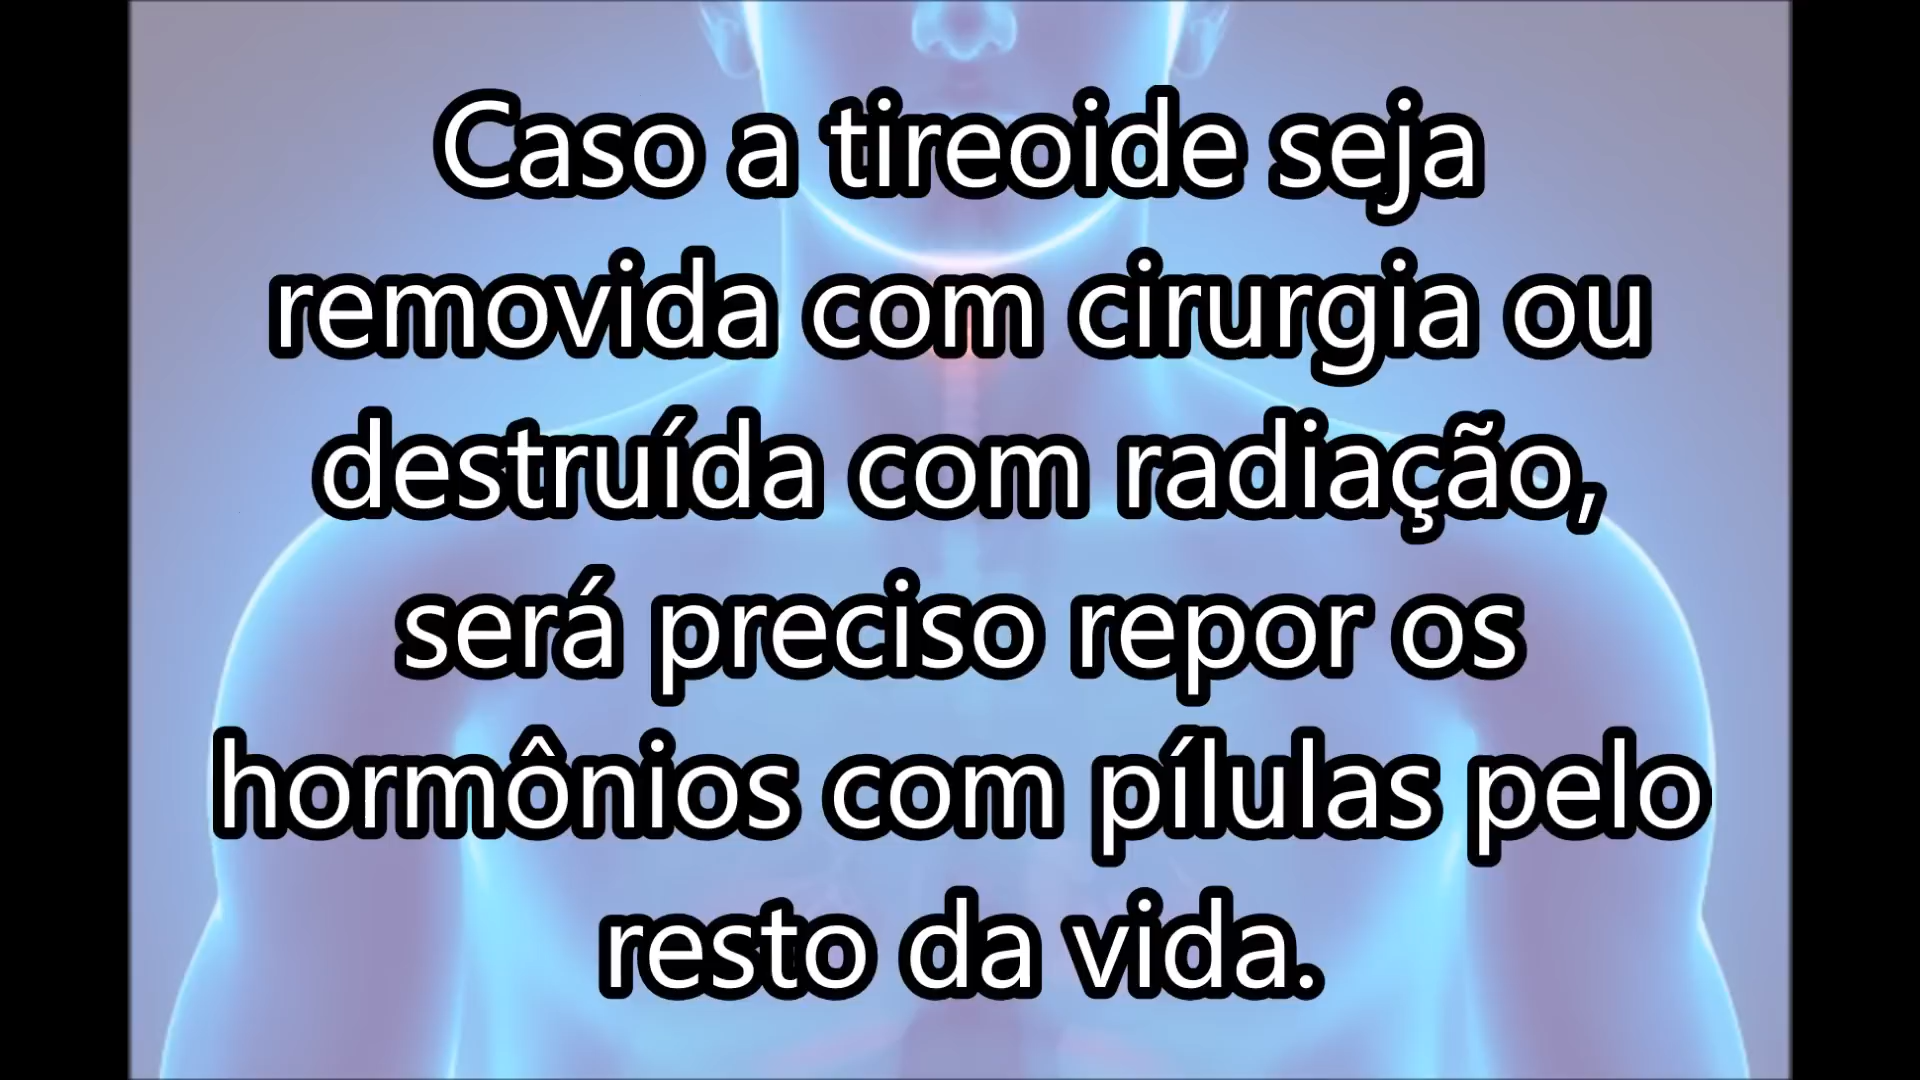 Caso a tireoide seja
removida com cirurgia ou
destruída com radiação,
será preciso repor os
hormônios com pílulas pelo
resto da vida.